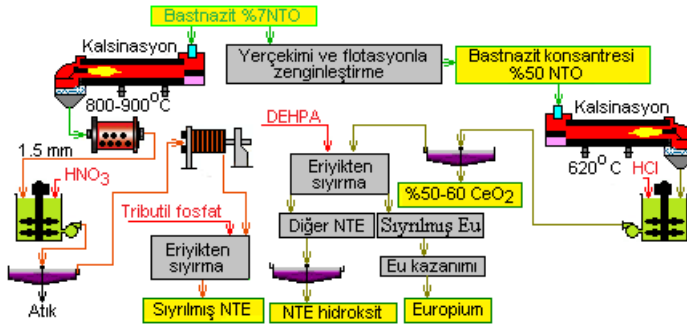 Bastnazit %7NTO
Kalsinasyon
Yerçekimi ve flotasyonla
zenginleştirme
Bastnazit konsantresi
%50 NTO
800-900°C
Kalsinasyon
DEHPA
1.5 mm
HNO3
Eriyikten
sıyırma
620°C
HCl
%50-60 CeO2
Tributil fosfat
Diğer NTE
Sıyrılmış Eu
Eriyikten
sıyırma
Eu kazanımı
Atık
Sıyrılmış NTE
NTE hidroksit
Europium